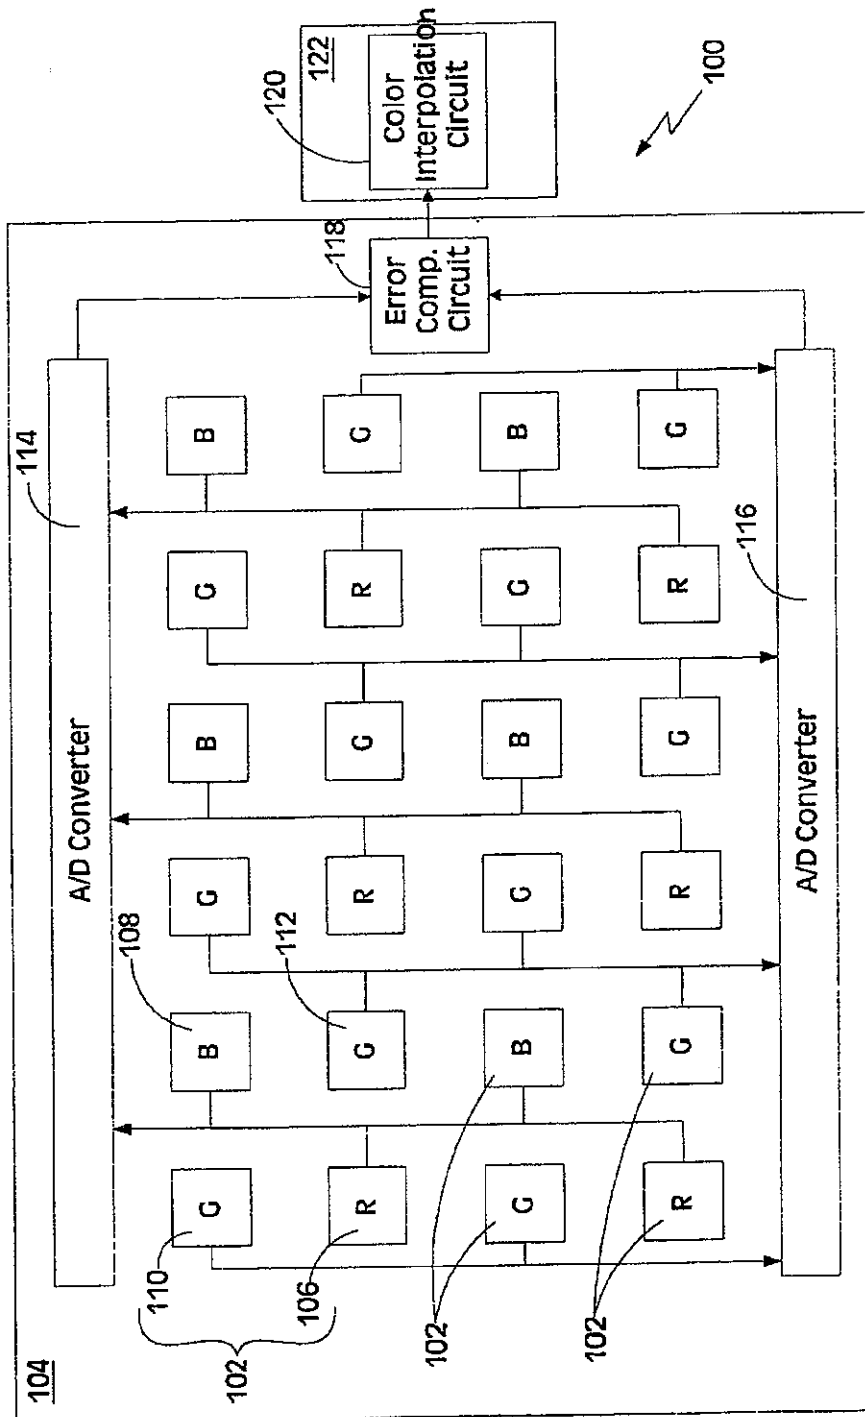 104
114
A/D Converter
108
110
G
B
G
B
G
B
106
112
R
G
R
G
R
G
102
G
B
G
B
G
B
102
R
G
R
G
R
G
102
116
A/D Converter
118
Error
Comp.
Circuit
120
122
Color
Interpolation
Circuit
100